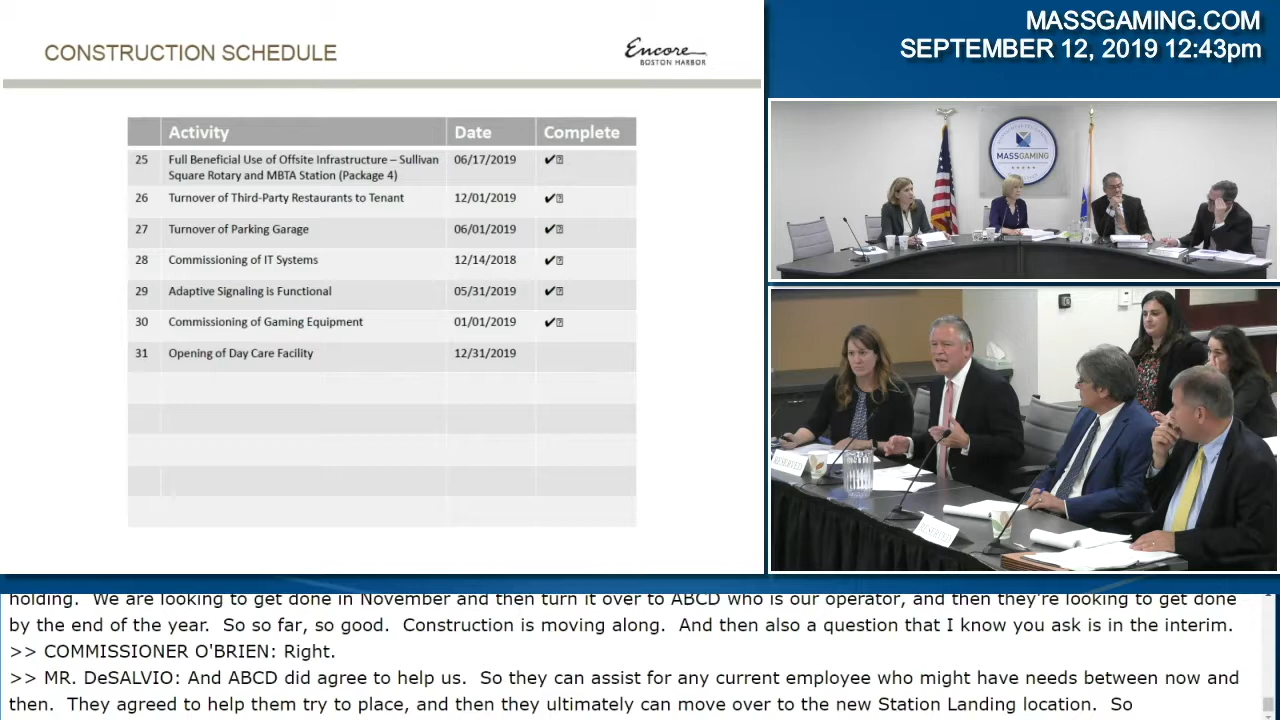 MASSGAMING.COM
SEPTEMBER 12, 2019 12:43pm
CONSTRUCTION SCHEDULE
Encore
BOSTON HARBOR
Activity Date Complete
25 Full Beneficial Use of Offsite Infrastructure – Sullivan Square Rotary and MBTA Station (Package 4) 06/17/2019 ✔
26 Turnover of Third-Party Restaurants to Tenant 12/01/2019 ✔
27 Turnover of Parking Garage 06/01/2019 ✔
28 Commissioning of IT Systems 12/14/2018 ✔
29 Adaptive Signaling is Functional 05/31/2019 ✔
30 Commissioning of Gaming Equipment 01/01/2019 ✔
31 Opening of Day Care Facility 12/31/2019
MASSGAMING
RESERVED
RESERVED
holding. We are looking to get done in November and then turn it over to ABCD who is our operator, and then they're looking to get done
by the end of the year. So so far, so good. Construction is moving along. And then also a question that I know you ask is in the interim.
>> COMMISSIONER O'BRIEN: Right.
>> MR. DeSALVIO: And ABCD did agree to help us. So they can assist for any current employee who might have needs between now and
then. They agreed to help them try to place, and then they ultimately can move over to the new Station Landing location. So